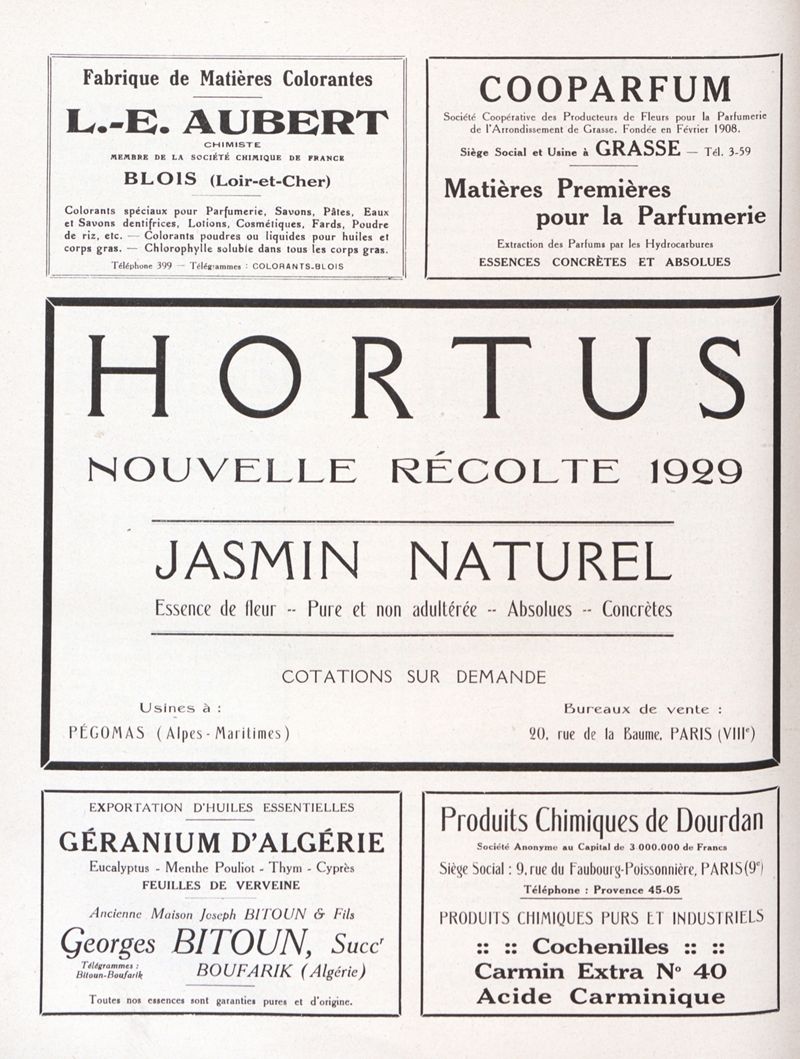 Fabrique de Matières Colorantes
L.-E. AUBERT
CHIMISTE
MEMBRE DE LA SOCIÉTÉ CHIMIQUE DE FRANCE
BLOIS (Loir-et-Cher)
Colorants spéciaux pour Parfumerie, Savons, Pâtes, Eaux
et Savons dentifrices, Lotions, Cosmétiques, Fards, Poudre
de riz, etc. — Colorants poudres ou liquides pour huiles et
corps gras. — Chlorophylle soluble dans tous les corps gras.
Téléphone 399 — Télégrammes : COLORANTS-BLOIS
COOPARFUM
Société Coopérative des Producteurs de Fleurs pour la Parfumerie
de l'Arrondissement de Grasse. Fondée en Février 1908.
Siège Social et Usine à GRASSE — Tél. 3-59
Matières Premières
pour la Parfumerie
Extraction des Parfums par les Hydrocarbures
ESSENCES CONCRÈTES ET ABSOLUES
HORTUS
NOUVELLE RÉCOLTE 1929
JASMIN NATUREL
Essence de fleur -- Pure et non adultérée -- Absolues -- Concrètes
COTATIONS SUR DEMANDE
Usines à :
PÉGOMAS (Alpes-Maritimes)
Bureaux de vente :
20, rue de la Baume, PARIS (VIIIe)
EXPORTATION D'HUILES ESSENTIELLES
GÉRANIUM D'ALGÉRIE
Eucalyptus - Menthe Pouliot - Thym - Cyprès
FEUILLES DE VERVEINE
Ancienne Maison Joseph BITOUN & Fils
Georges BITOUN, Succr
Télégrammes :
Bitoun-Boufarik
BOUFARIK (Algérie)
Toutes nos essences sont garanties pures et d'origine.
Produits Chimiques de Dourdan
Société Anonyme au Capital de 3 000.000 de Francs
Siège Social : 9, rue du Faubourg-Poissonnière, PARIS (9e)
Téléphone : Provence 45-05
PRODUITS CHIMIQUES PURS ET INDUSTRIELS
:: :: Cochenilles :: ::
Carmin Extra No 40
Acide Carminique